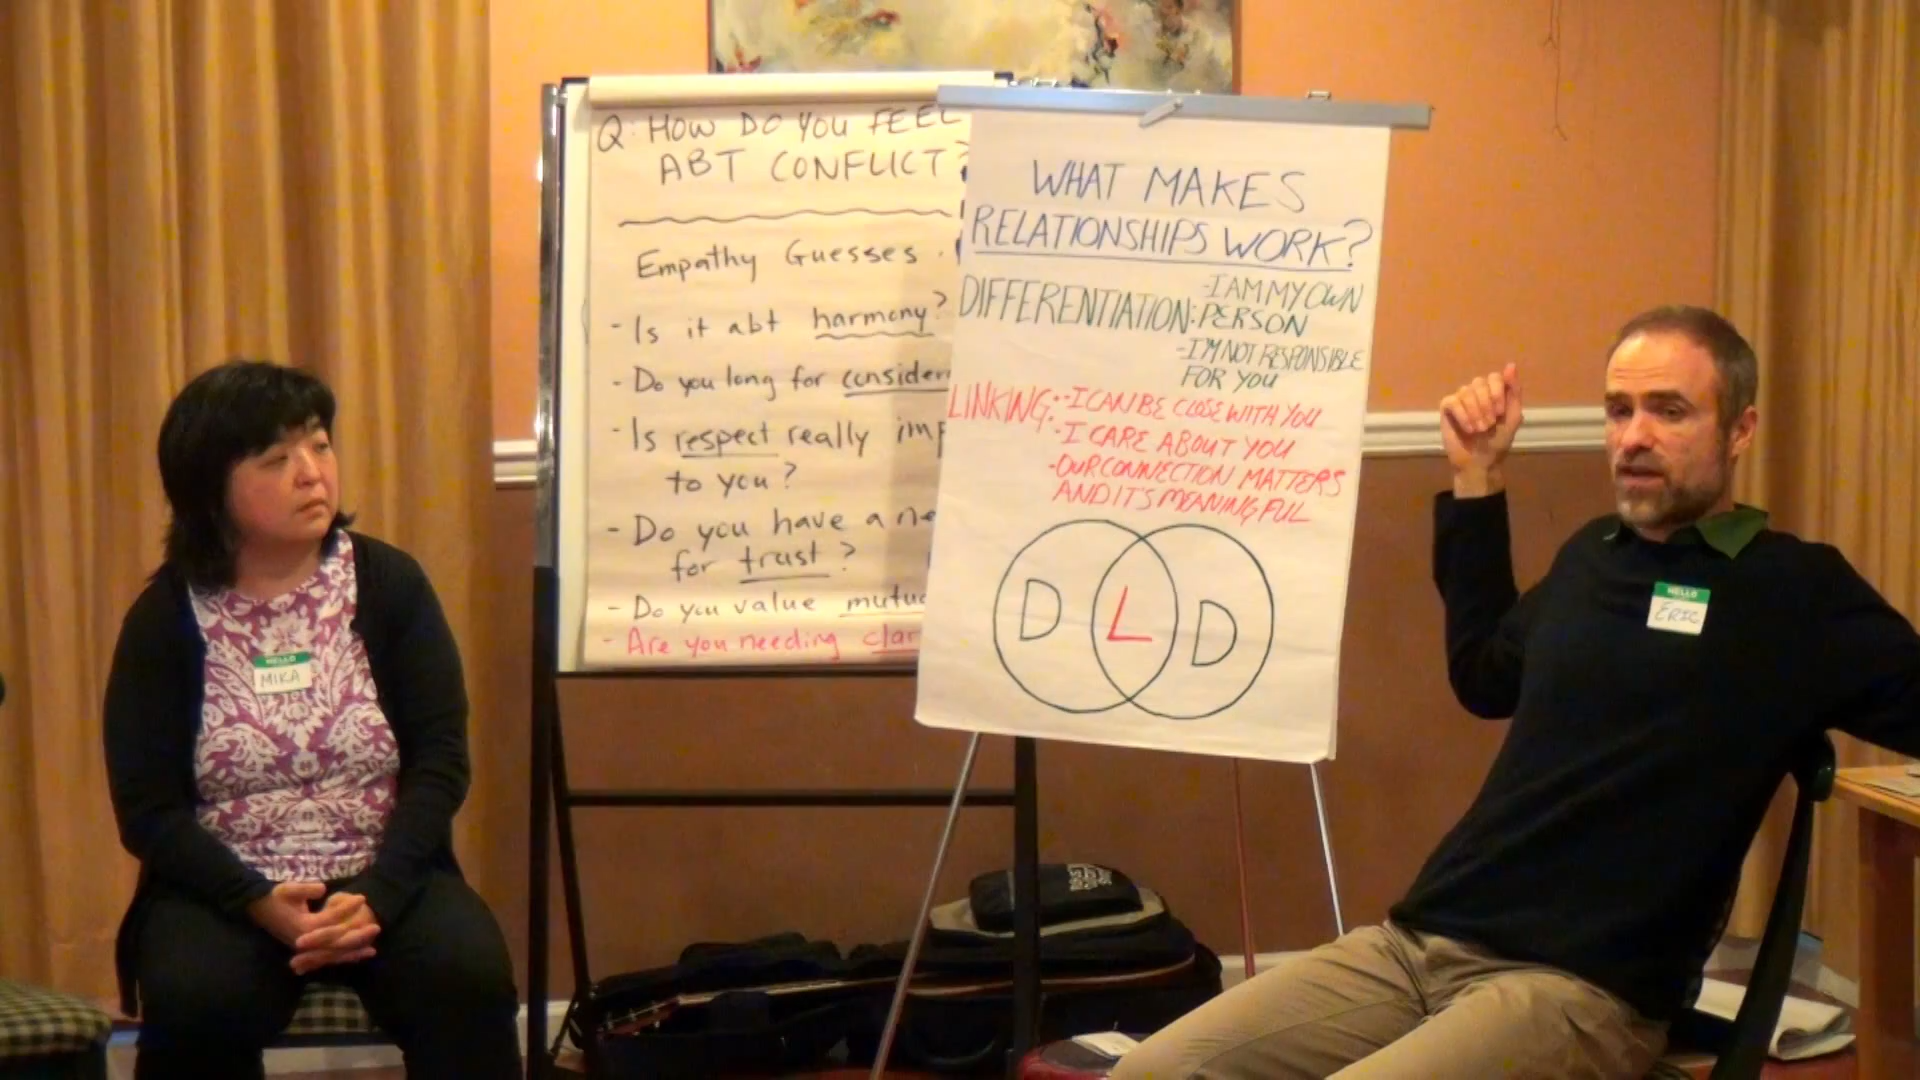 Q: HOW DO YOU FEEL
ABT CONFLICT?
Empathy Guesses
- Is it abt harmony?
- Do you long for
- Is respect really
to you?
- Do you have a
for trust?
- Do you value
- Are you needing
WHAT MAKES
RELATIONSHIPS WORK?
DIFFERENTIATION: -I AM MY OWN
PERSON
-I'M NOT RESPONSIBLE
FOR YOU
LINKING: -I CAN BE CLOSE WITH YOU
-I CARE ABOUT YOU
-OUR CONNECTION MATTERS
AND IT'S MEANINGFUL
D L D
HELLO
MIKA
HELLO
ERIC